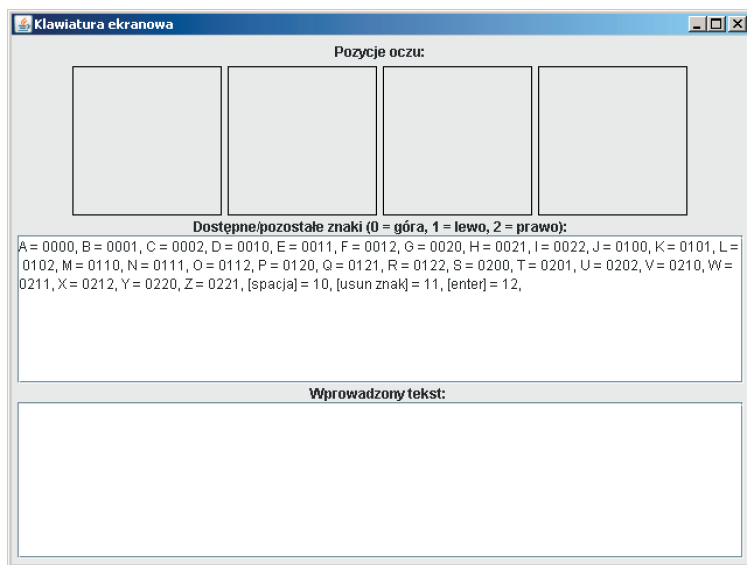 Klawiatura ekranowa
Pozycje oczu:
Dostępne/pozostałe znaki (0 = góra, 1 = lewo, 2 = prawo):
A = 0000, B = 0001, C = 0002, D = 0010, E = 0011, F = 0012, G = 0020, H = 0021, I = 0022, J = 0100, K = 0101, L =
0102, M = 0110, N = 0111, O = 0112, P = 0120, Q = 0121, R = 0122, S = 0200, T = 0201, U = 0202, V = 0210, W =
0211, X = 0212, Y = 0220, Z = 0221, [spacja] = 10, [usun znak] = 11, [enter] = 12,
Wprowadzony tekst: